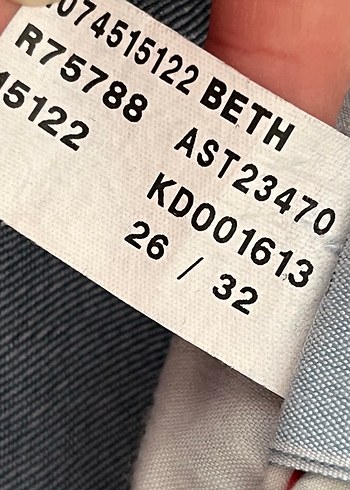 074515122 BETH
R75788 AST23470
15122 KD001613
26 / 32